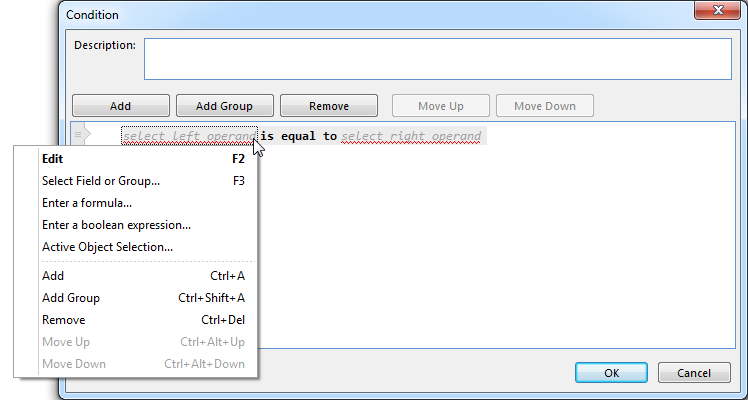 Condition
Description:
Add Add Group Remove Move Up Move Down
select left operand is equal to select right operand
Edit F2
Select Field or Group... F3
Enter a formula...
Enter a boolean expression...
Active Object Selection...
Add Ctrl+A
Add Group Ctrl+Shift+A
Remove Ctrl+Del
Move Up Ctrl+Alt+Up
Move Down Ctrl+Alt+Down
OK Cancel